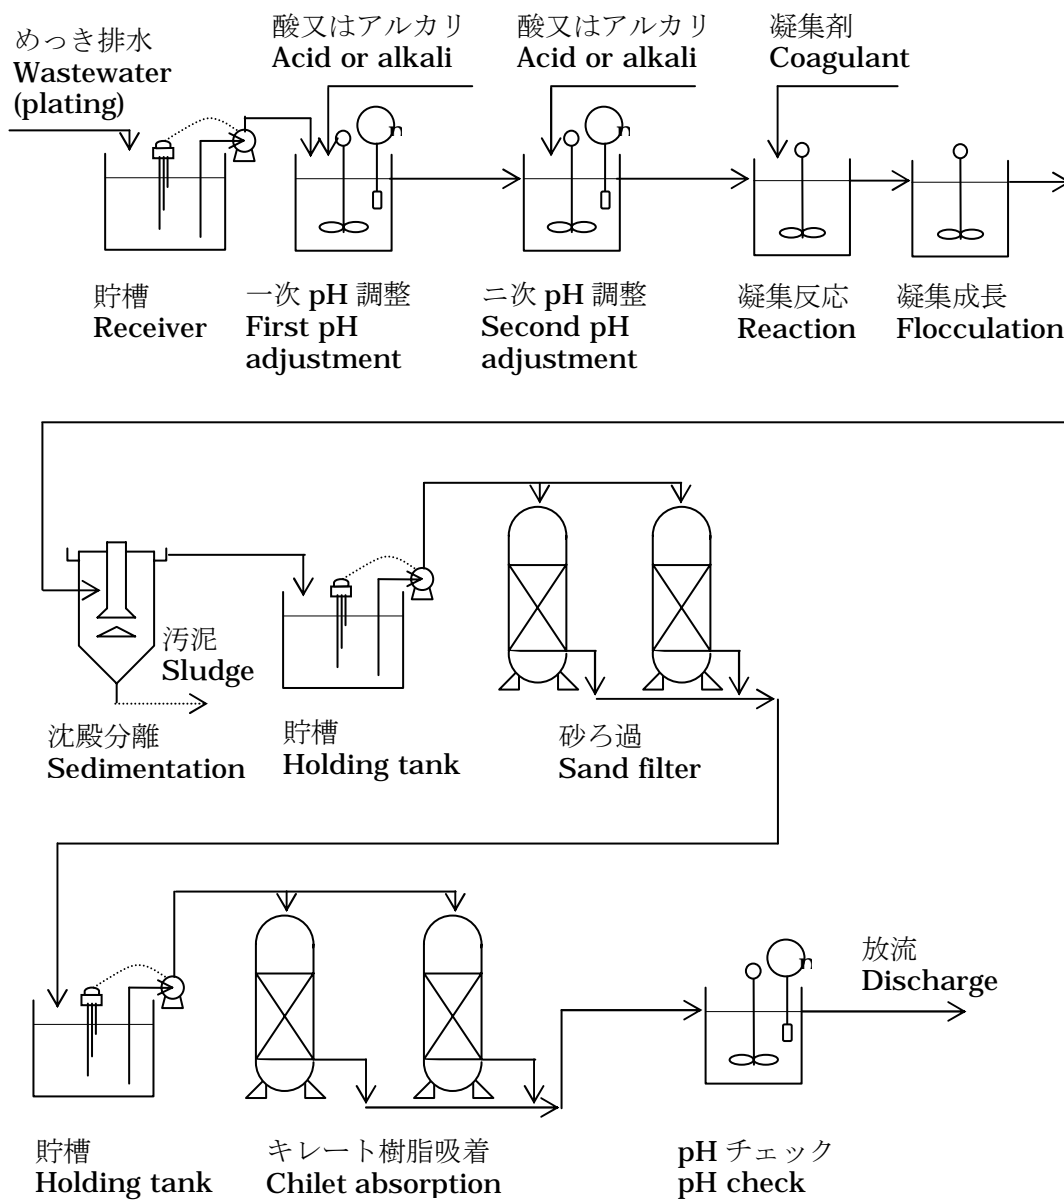 めっき排水
Wastewater
(plating)
酸又はアルカリ
Acid or alkali
酸又はアルカリ
Acid or alkali
凝集剤
Coagulant
貯槽
Receiver
一次 pH 調整
First pH
adjustment
二次 pH 調整
Second pH
adjustment
凝集反応
Reaction
凝集成長
Flocculation
汚泥
Sludge
沈殿分離
Sedimentation
貯槽
Holding tank
砂ろ過
Sand filter
放流
Discharge
貯槽
Holding tank
キレート樹脂吸着
Chilet absorption
pH チェック
pH check